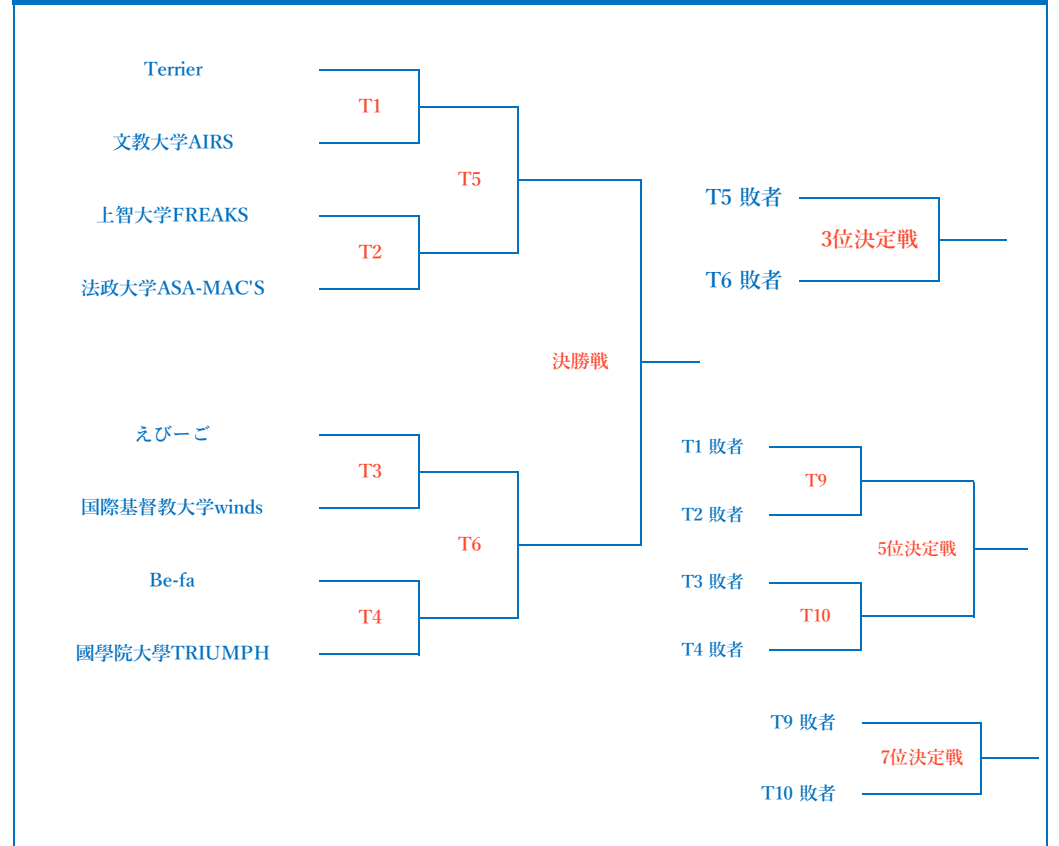 Terrier
T1
文教大学AIRS
T5
上智大学FREAKS
T2
法政大学ASA-MAC'S
決勝戦
えびーご
T3
国際基督教大学winds
T6
Be-fa
T4
國學院大學TRIUMPH
T5 敗者
3位決定戦
T6 敗者
T1 敗者
T9
T2 敗者
5位決定戦
T3 敗者
T10
T4 敗者
T9 敗者
7位決定戦
T10 敗者